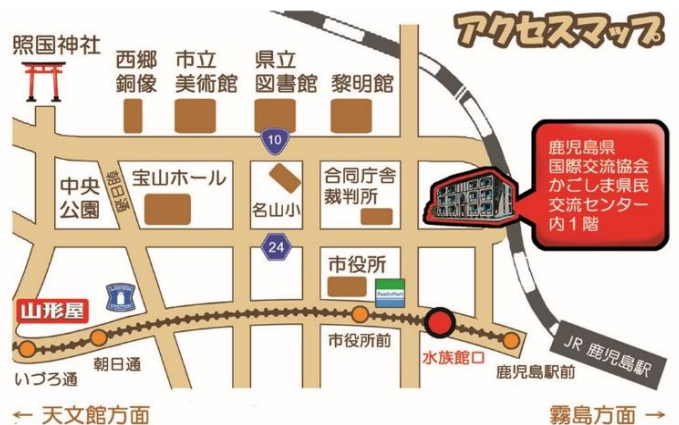 アクセスマップ
照国神社
西郷
銅像
市立
美術館
県立
図書館
黎明館
10
鹿児島県
国際交流協会
かごしま県民
交流センター
内1階
中央
公園
朝日通
宝山ホール
名山小
合同庁舎
裁判所
24
市役所
FamilyMart
山形屋
いづろ通
朝日通
市役所前
水族館口
鹿児島駅前
JR 鹿児島駅
← 天文館方面
霧島方面 →